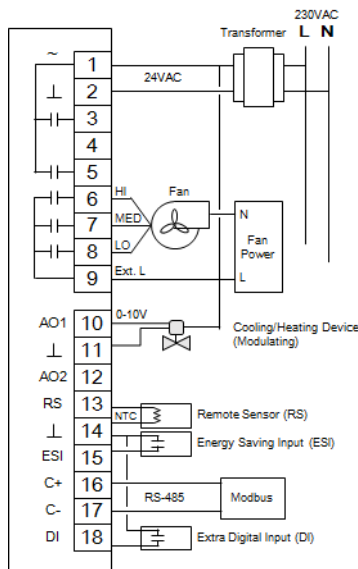 230VAC
Transformer L N
~ 1
24VAC
⊥ 2
3
4
5
6 HI Fan
7 MED N
8 LO Fan Power
9 Ext. L L
AO1 10 0-10V
Cooling/Heating Device
⊥ 11 (Modulating)
AO2 12
RS 13 NTC Remote Sensor (RS)
⊥ 14
Energy Saving Input (ESI)
ESI 15
C+ 16
RS-485 Modbus
C- 17
DI 18 Extra Digital Input (DI)